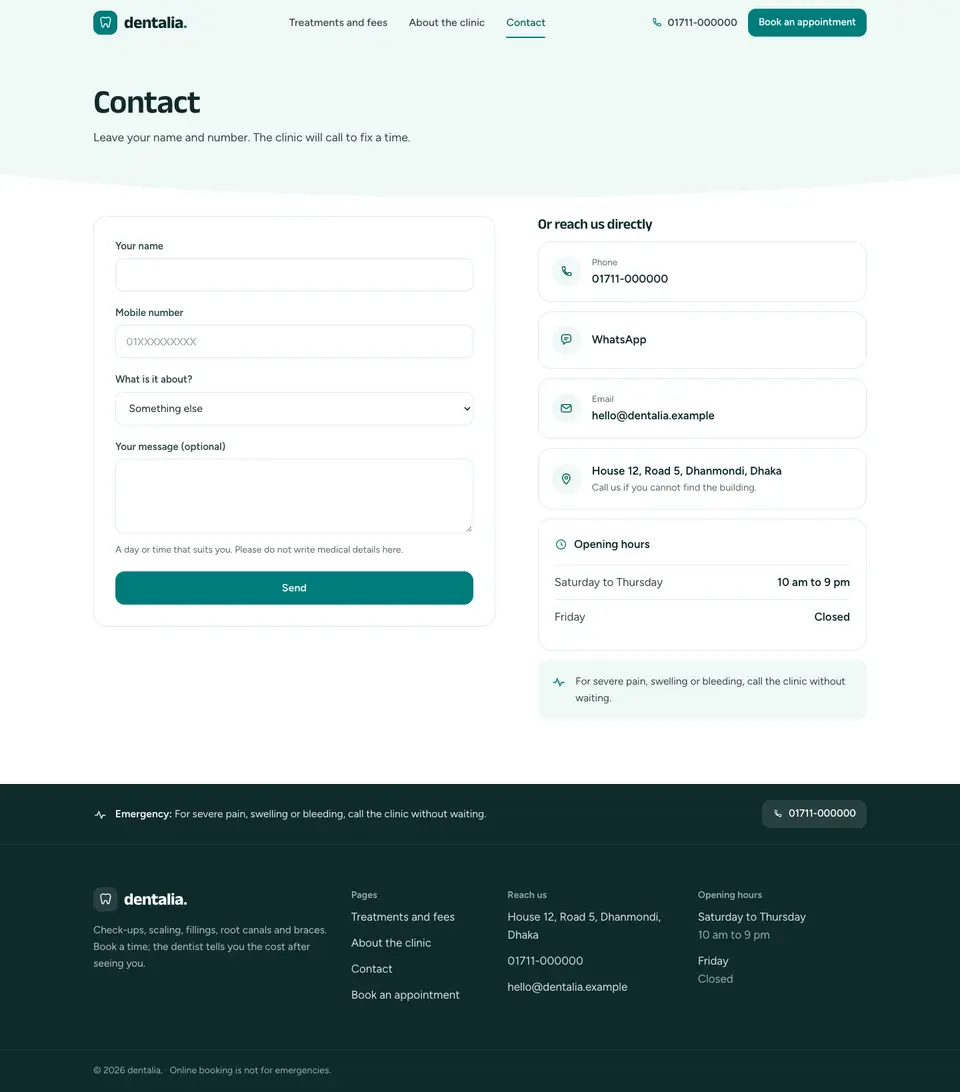 dentalia.
Treatments and fees
About the clinic
Contact
01711-000000
Book an appointment
Contact
Leave your name and number. The clinic will call to fix a time.
Your name
Mobile number
01XXXXXXXXX
What is it about?
Something else
Your message (optional)
A day or time that suits you. Please do not write medical details here.
Send
Or reach us directly
Phone
01711-000000
WhatsApp
Email
hello@dentalia.example
House 12, Road 5, Dhanmondi, Dhaka
Call us if you cannot find the building.
Opening hours
Saturday to Thursday 10 am to 9 pm
Friday Closed
For severe pain, swelling or bleeding, call the clinic without
waiting.
Emergency: For severe pain, swelling or bleeding, call the clinic without waiting.
01711-000000
dentalia.
Check-ups, scaling, fillings, root canals and braces.
Book a time; the dentist tells you the cost after
seeing you.
Pages
Treatments and fees
About the clinic
Contact
Book an appointment
Reach us
House 12, Road 5, Dhanmondi,
Dhaka
01711-000000
hello@dentalia.example
Opening hours
Saturday to Thursday
10 am to 9 pm
Friday
Closed
© 2026 dentalia. · Online booking is not for emergencies.